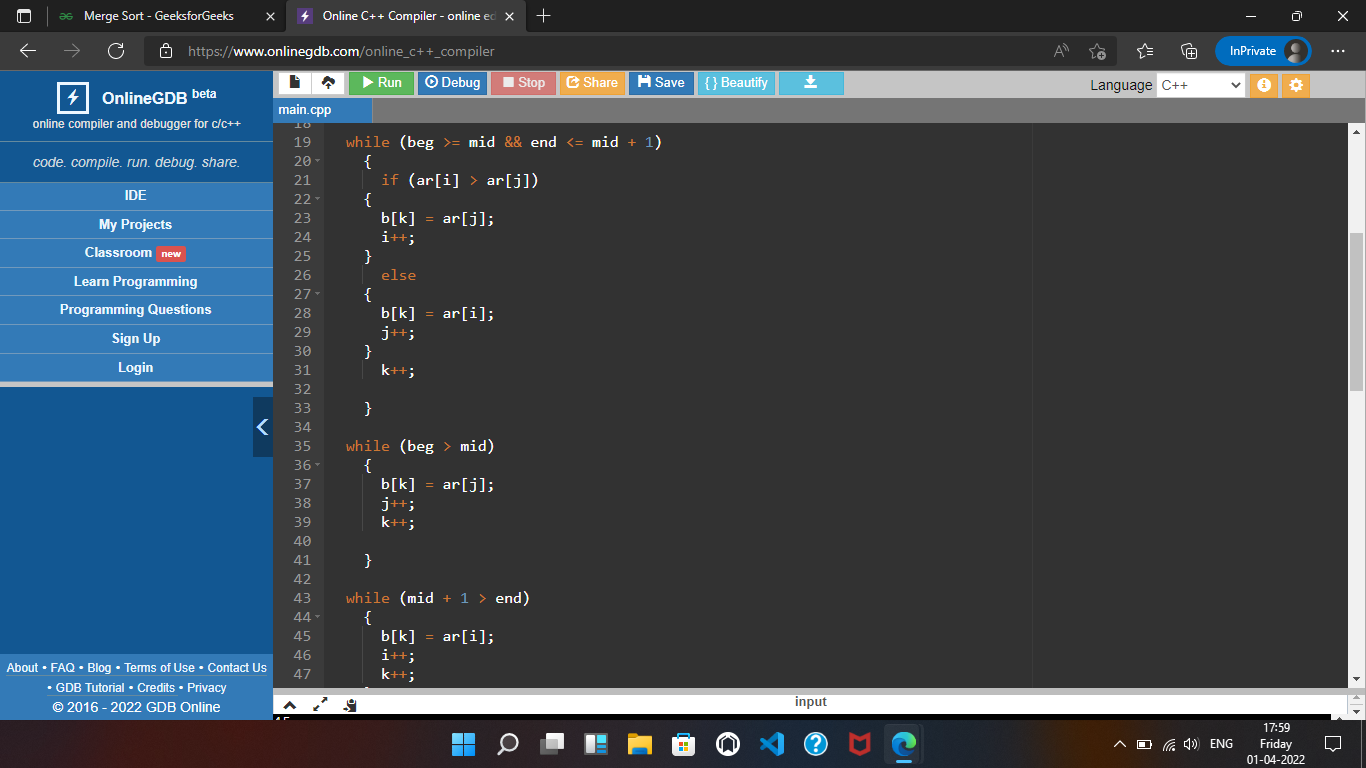 Merge Sort - GeeksforGeeks
Online C++ Compiler - online ed
https://www.onlinegdb.com/online_c++_compiler
InPrivate
OnlineGDB beta
online compiler and debugger for c/c++
code. compile. run. debug. share.
IDE
My Projects
Classroom new
Learn Programming
Programming Questions
Sign Up
Login
About • FAQ • Blog • Terms of Use • Contact Us
• GDB Tutorial • Credits • Privacy
© 2016 - 2022 GDB Online
Run Debug Stop Share Save { } Beautify
Language C++
main.cpp
18
19 while (beg >= mid && end <= mid + 1)
20 {
21 if (ar[i] > ar[j])
22 {
23 b[k] = ar[j];
24 i++;
25 }
26 else
27 {
28 b[k] = ar[i];
29 j++;
30 }
31 k++;
32
33 }
34
35 while (beg > mid)
36 {
37 b[k] = ar[j];
38 j++;
39 k++;
40
41 }
42
43 while (mid + 1 > end)
44 {
45 b[k] = ar[i];
46 i++;
47 k++;
input
ENG
17:59
Friday
01-04-2022